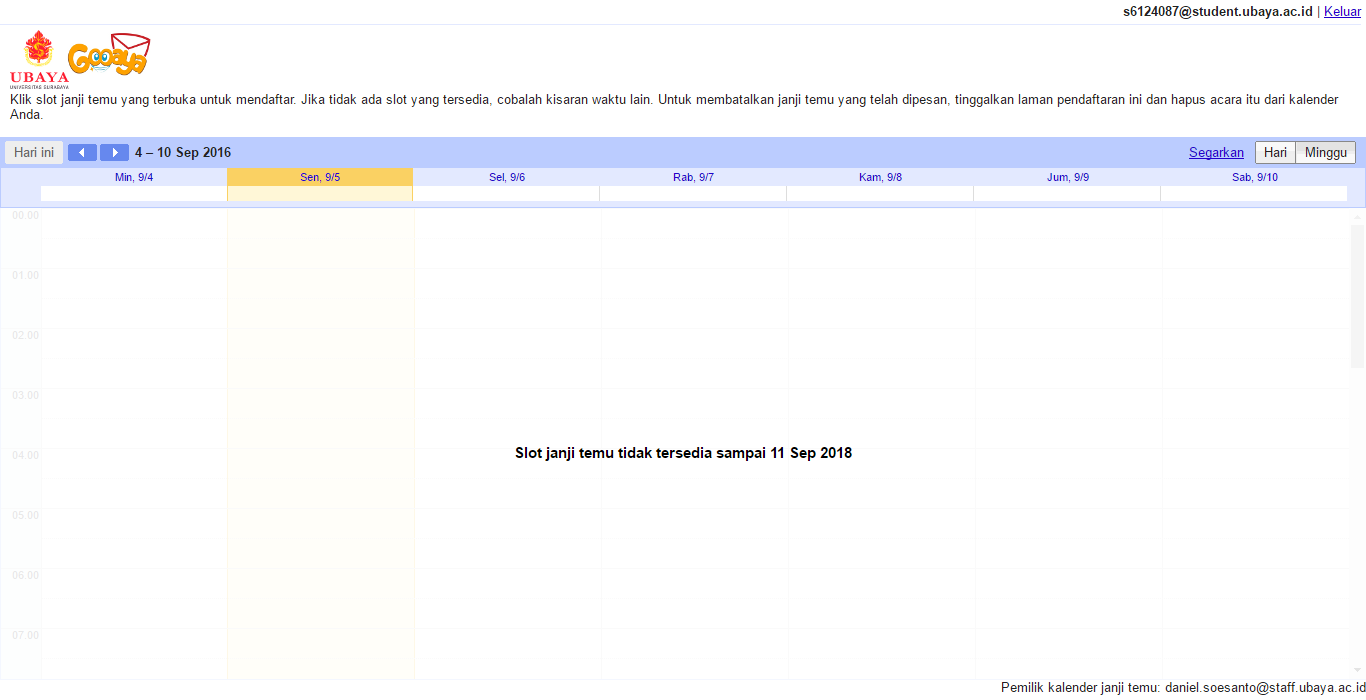 s6124087@student.ubaya.ac.id | Keluar
UBAYA
UNIVERSITAS SURABAYA
Gooaya
Klik slot janji temu yang terbuka untuk mendaftar. Jika tidak ada slot yang tersedia, cobalah kisaran waktu lain. Untuk membatalkan janji temu yang telah dipesan, tinggalkan laman pendaftaran ini dan hapus acara itu dari kalender
Anda.
Hari ini 4 – 10 Sep 2016 Segarkan Hari Minggu
Min, 9/4 Sen, 9/5 Sel, 9/6 Rab, 9/7 Kam, 9/8 Jum, 9/9 Sab, 9/10
00.00
01.00
02.00
03.00
04.00 Slot janji temu tidak tersedia sampai 11 Sep 2018
05.00
06.00
07.00
Pemilik kalender janji temu: daniel.soesanto@staff.ubaya.ac.id